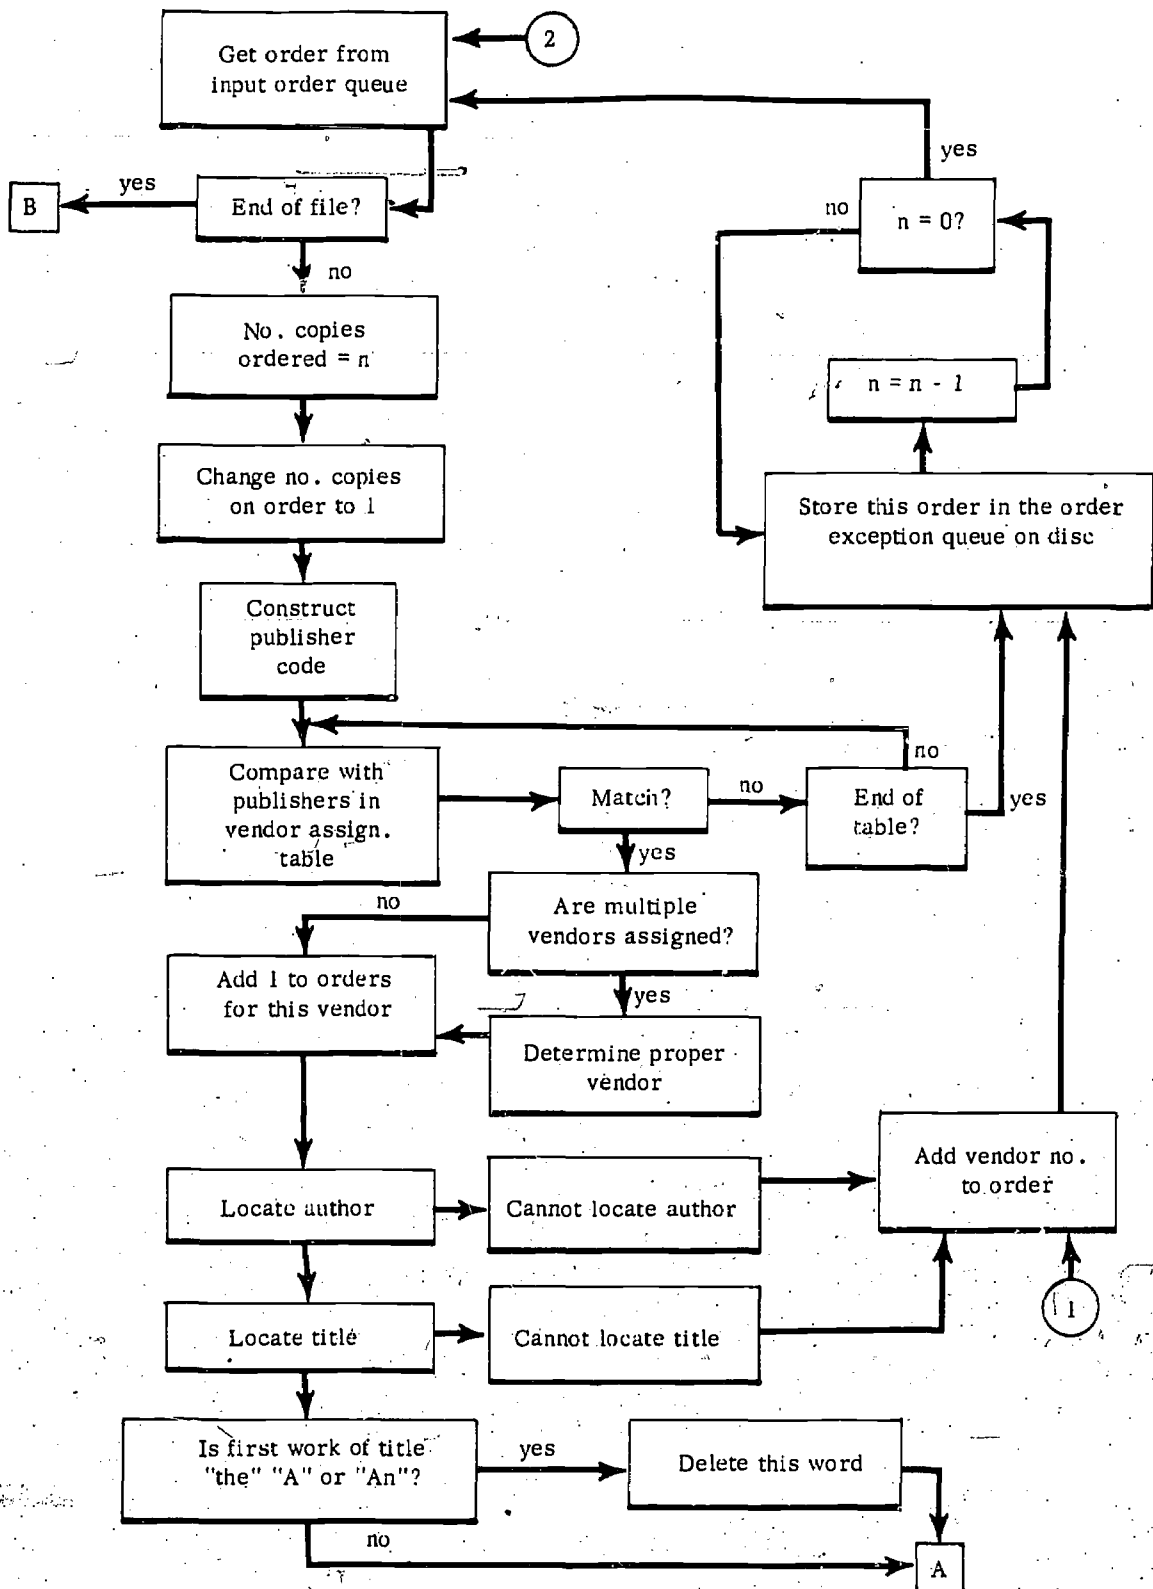 2
Get order from
input order queue
yes
B
yes
End of file?
no
n = 0?
no
No. copies
ordered = n
n = n - 1
Change no. copies
on order to 1
Store this order in the order
exception queue on disc
Construct
publisher
code
no
Compare with
publishers in
vendor assign.
table
Match?
no
End of
table?
yes
yes
no
Are multiple
vendors assigned?
Add 1 to orders
for this vendor
yes
Determine proper
vendor
Add vendor no.
to order
Locate author
Cannot locate author
1
Locate title
Cannot locate title
Is first work of title
"the" "A" or "An"?
yes
Delete this word
no
A